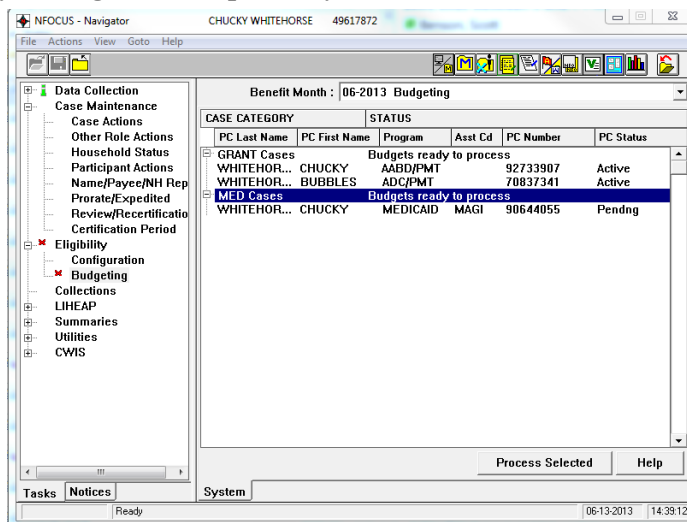 NFOCUS - Navigator CHUCKY WHITEHORSE 49617872
File Actions View Goto Help
Data Collection
Case Maintenance
Case Actions
Other Role Actions
Household Status
Participant Actions
Name/Payee/NH Rep
Prorate/Expedited
Review/Recertificatio
Certification Period
Eligibility
Configuration
Budgeting
Collections
LIHEAP
Summaries
Utilities
CWIS
Tasks Notices
Benefit Month : 06-2013 Budgeting
CASE CATEGORY STATUS
PC Last Name PC First Name Program Asst Cd PC Number PC Status
GRANT Cases Budgets ready to process
WHITEHOR... CHUCKY AABD/PMT 92733907 Active
WHITEHOR... BUBBLES ADC/PMT 70837341 Active
MED Cases Budgets ready to process
WHITEHOR... CHUCKY MEDICAID MAGI 90644055 Pendng
Process Selected Help
System
Ready 06-13-2013 14:39:12